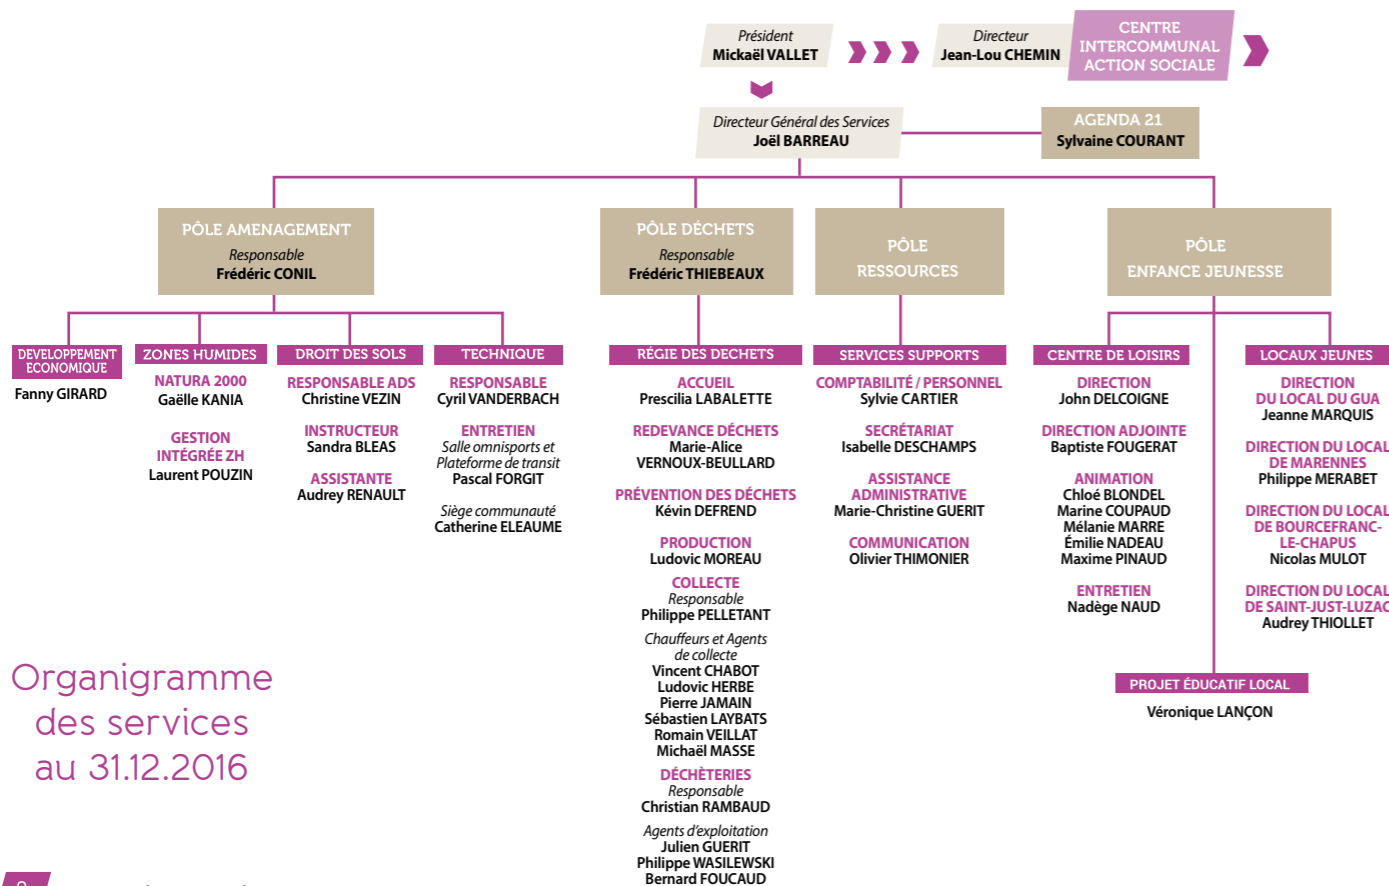 Président
Mickaël VALLET
Directeur
Jean-Lou CHEMIN
CENTRE
INTERCOMMUNAL
ACTION SOCIALE
Directeur Général des Services
Joël BARREAU
AGENDA 21
Sylvaine COURANT
PÔLE AMENAGEMENT
Responsable
Frédéric CONIL
PÔLE DÉCHETS
Responsable
Frédéric THIEBEAUX
PÔLE
RESSOURCES
PÔLE
ENFANCE JEUNESSE
DEVELOPPEMENT
ÉCONOMIQUE
Fanny GIRARD
ZONES HUMIDES
NATURA 2000
Gaëlle KANIA
GESTION
INTÉGRÉE ZH
Laurent POUZIN
DROIT DES SOLS
RESPONSABLE ADS
Christine VEZIN
INSTRUCTEUR
Sandra BLEAS
ASSISTANTE
Audrey RENAULT
TECHNIQUE
RESPONSABLE
Cyril VANDERBACH
ENTRETIEN
Salle omnisports et
Plateforme de transit
Pascal FORGIT
Siège communauté
Catherine ELEAUME
RÉGIE DES DECHETS
ACCUEIL
Prescilia LABALETTE
REDEVANCE DÉCHETS
Marie-Alice
VERNOUX-BEULLARD
PRÉVENTION DES DÉCHETS
Kévin DEFREND
PRODUCTION
Ludovic MOREAU
COLLECTE
Responsable
Philippe PELLETANT
Chauffeurs et Agents
de collecte
Vincent CHABOT
Ludovic HERBE
Pierre JAMAIN
Sébastien LAYBATS
Romain VEILLAT
Michaël MASSE
DÉCHÈTERIES
Responsable
Christian RAMBAUD
Agents d'exploitation
Julien GUERIT
Philippe WASILEWSKI
Bernard FOUCAUD
SERVICES SUPPORTS
COMPTABILITÉ / PERSONNEL
Sylvie CARTIER
SECRÉTARIAT
Isabelle DESCHAMPS
ASSISTANCE
ADMINISTRATIVE
Marie-Christine GUERIT
COMMUNICATION
Olivier THIMONIER
CENTRE DE LOISIRS
DIRECTION
John DELCOIGNE
DIRECTION ADJOINTE
Baptiste FOUGERAT
ANIMATION
Chloé BLONDEL
Marine COUPAUD
Mélanie MARRE
Émilie NADEAU
Maxime PINAUD
ENTRETIEN
Nadège NAUD
LOCAUX JEUNES
DIRECTION
DU LOCAL DU GUA
Jeanne MARQUIS
DIRECTION DU LOCAL
DE MARENNES
Philippe MERABET
DIRECTION DU LOCAL
DE BOURCEFRANC-
LE-CHAPUS
Nicolas MULOT
DIRECTION DU LOCAL
DE SAINT-JUST-LUZAC
Audrey THIOLLET
PROJET ÉDUCATIF LOCAL
Véronique LANÇON
Organigramme
des services
au 31.12.2016